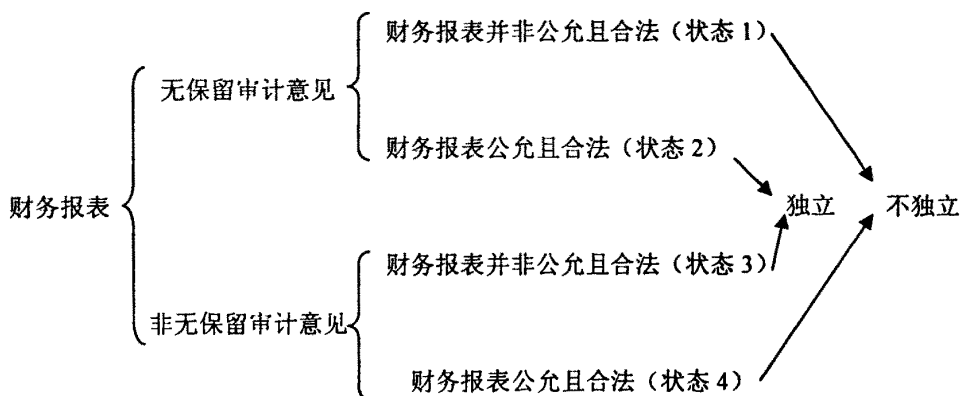 财务报表并非公允且合法（状态1）
无保留审计意见
财务报表公允且合法（状态2）
财务报表
独立
不独立
财务报表并非公允且合法（状态3）
非无保留审计意见
财务报表公允且合法（状态4）